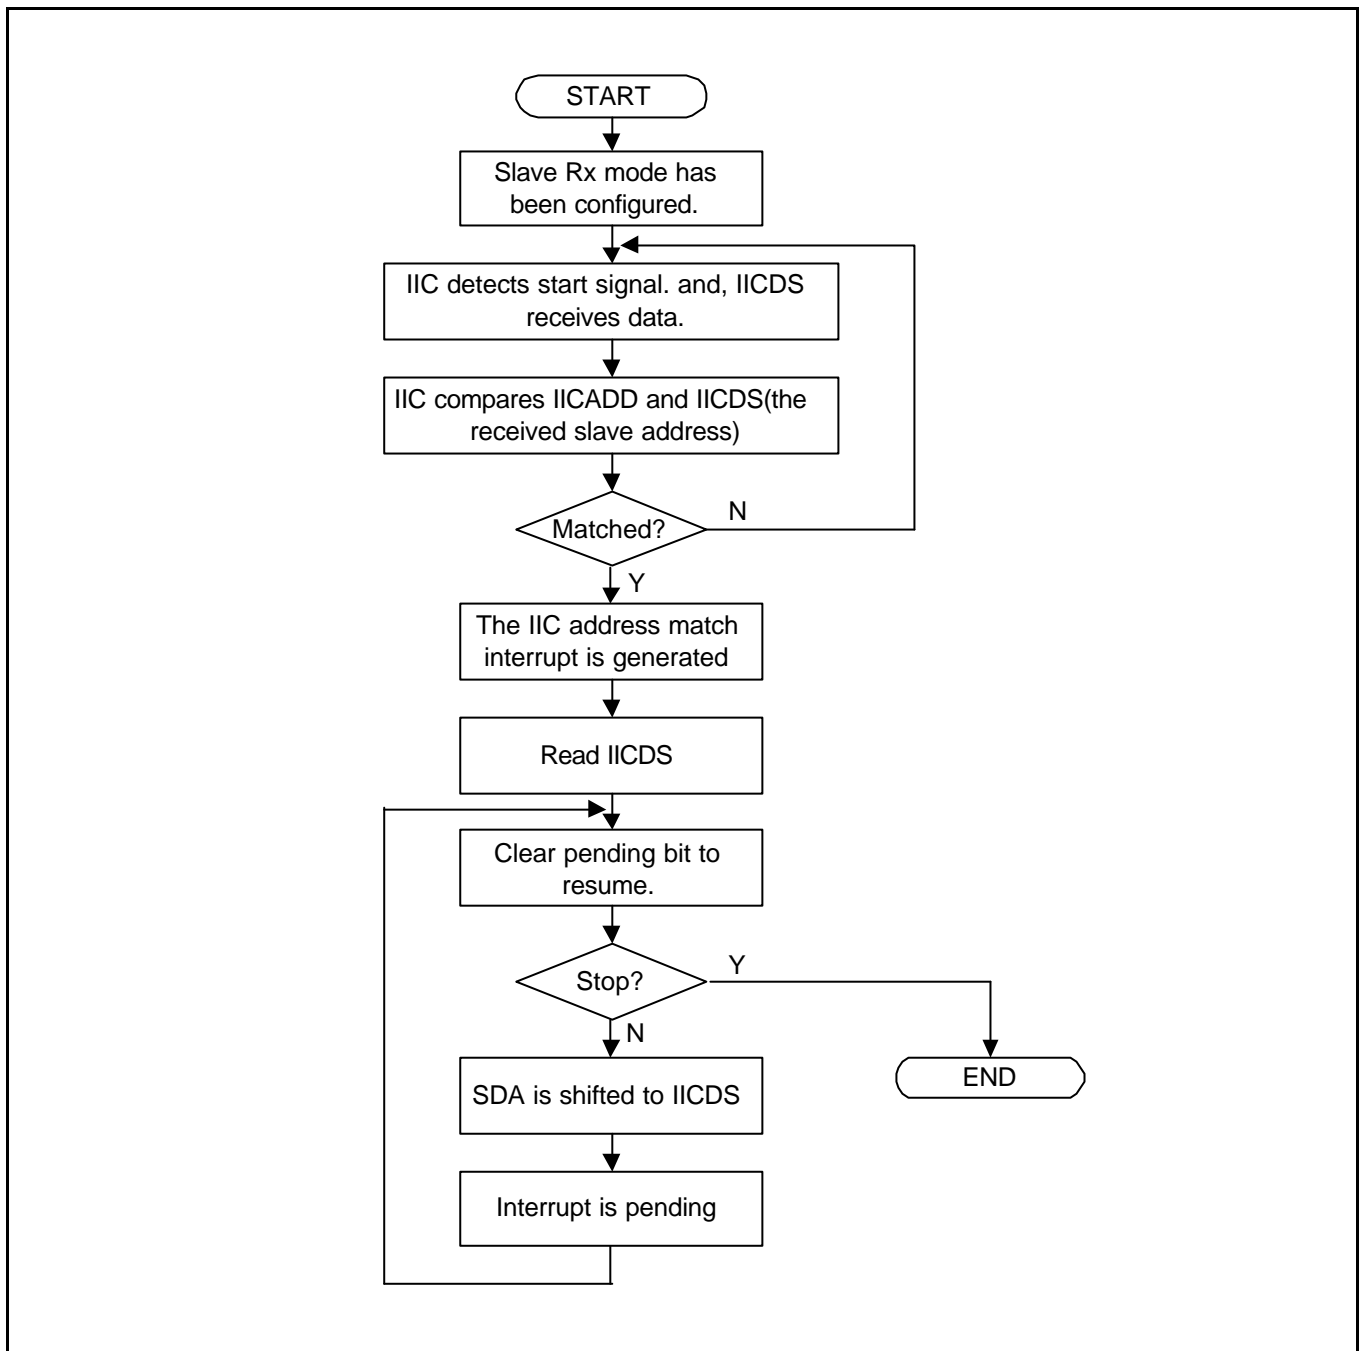 START
Slave Rx mode has
been configured.
IIC detects start signal. and, IICDS
receives data.
IIC compares IICADD and IICDS(the
received slave address)
Matched?
N
Y
The IIC address match
interrupt is generated
Read IICDS
Clear pending bit to
resume.
Stop?
Y
N
SDA is shifted to IICDS
END
Interrupt is pending